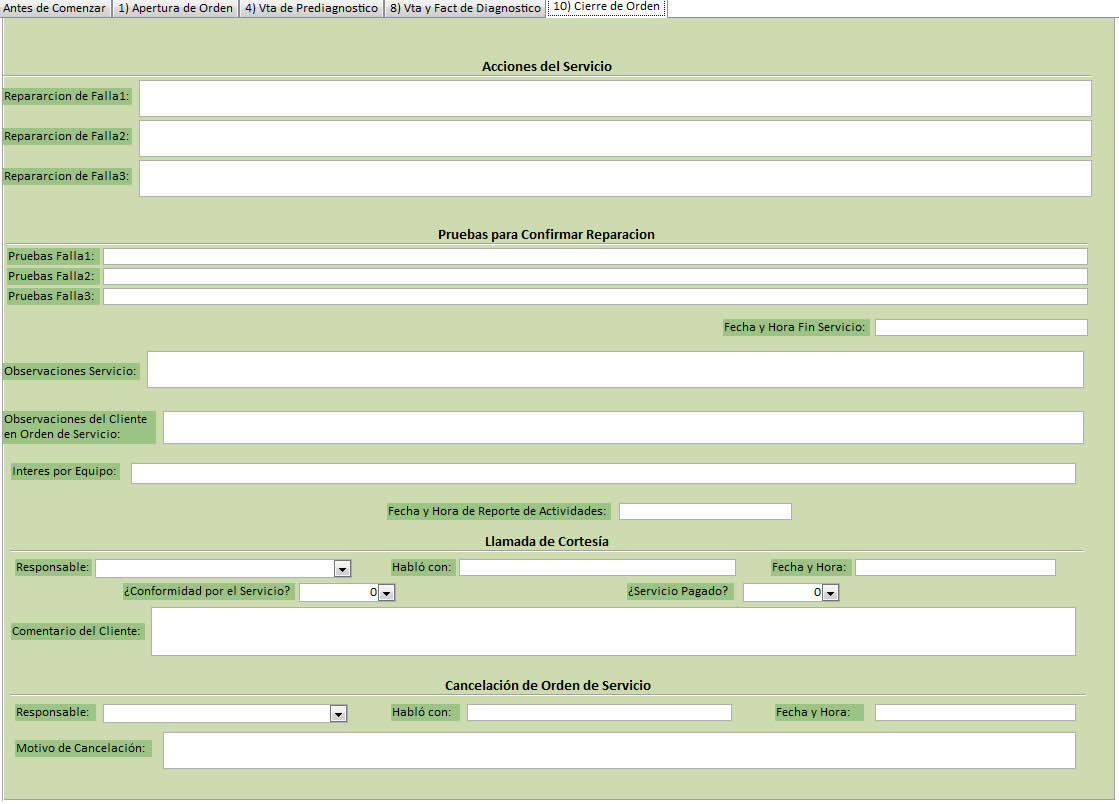 Antes de Comenzar 1) Apertura de Orden 4) Vta de Prediagnostico 8) Vta y Fact de Diagnostico 10) Cierre de Orden
Acciones del Servicio
Repararcion de Falla1:
Repararcion de Falla2:
Repararcion de Falla3:
Pruebas para Confirmar Reparacion
Pruebas Falla1:
Pruebas Falla2:
Pruebas Falla3:
Fecha y Hora Fin Servicio:
Observaciones Servicio:
Observaciones del Cliente
en Orden de Servicio:
Interes por Equipo:
Fecha y Hora de Reporte de Actividades:
Llamada de Cortesía
Responsable: Habló con: Fecha y Hora:
¿Conformidad por el Servicio? 0 ¿Servicio Pagado? 0
Comentario del Cliente:
Cancelación de Orden de Servicio
Responsable: Habló con: Fecha y Hora:
Motivo de Cancelación: